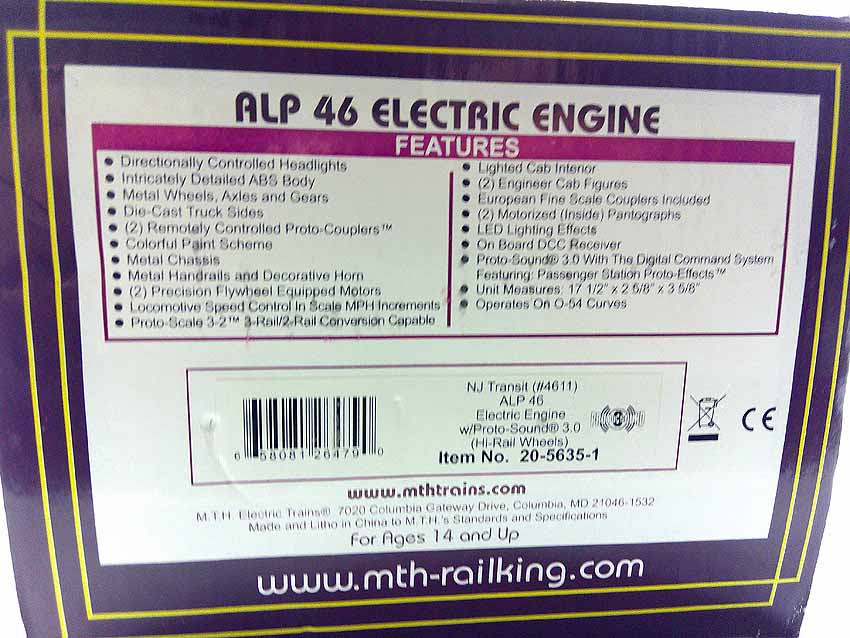 ALP 46 ELECTRIC ENGINE
FEATURES
● Directionally Controlled Headlights
● Intricately Detailed ABS Body
● Metal Wheels, Axles and Gears
● Die-Cast Truck Sides
● (2) Remotely Controlled Proto-Couplers™
● Colorful Paint Scheme
● Metal Chassis
● Metal Handrails and Decorative Horn
● (2) Precision Flywheel Equipped Motors
● Locomotive Speed Control In Scale MPH Increments
● Proto-Scale 3-2™ 3-Rail/2-Rail Conversion Capable
● Lighted Cab Interior
● (2) Engineer Cab Figures
● European Fine Scale Couplers Included
● (2) Motorized (Inside) Pantographs
● LED Lighting Effects
● On Board DCC Receiver
● Proto-Sound® 3.0 With The Digital Command System
Featuring: Passenger Station Proto-Effects™
● Unit Measures: 17 1/2" x 2 5/8" x 3 5/8"
● Operates On O-54 Curves
6 58081 26479 0
NJ Transit (#4611)
ALP 46
Electric Engine
w/Proto-Sound® 3.0
(Hi-Rail Wheels)
Item No. 20-5635-1
CE
www.mthtrains.com
M.T.H. Electric Trains® 7020 Columbia Gateway Drive, Columbia, MD 21046-1532
Made and Litho in China to M.T.H.'s Standards and Specifications
For Ages 14 and Up
www.mth-railking.com